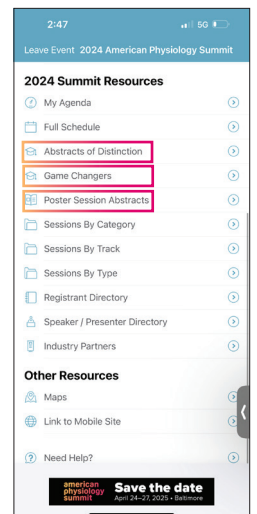 2:47 5G
Leave Event 2024 American Physiology Summit
2024 Summit Resources
My Agenda
Full Schedule
Abstracts of Distinction
Game Changers
Poster Session Abstracts
Sessions By Category
Sessions By Track
Sessions By Type
Registrant Directory
Speaker / Presenter Directory
Industry Partners
Other Resources
Maps
Link to Mobile Site
Need Help?
american
physiology
summit
Save the date
April 24–27, 2025 • Baltimore